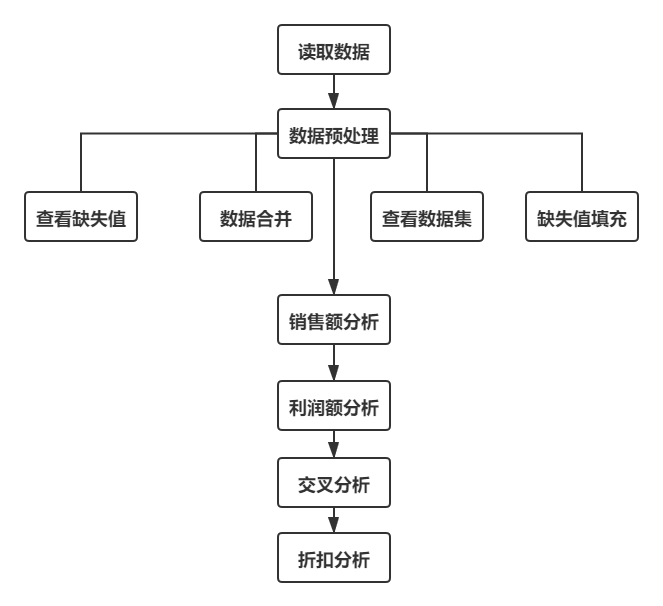 读取数据
数据预处理
查看缺失值
数据合并
查看数据集
缺失值填充
销售额分析
利润额分析
交叉分析
折扣分析